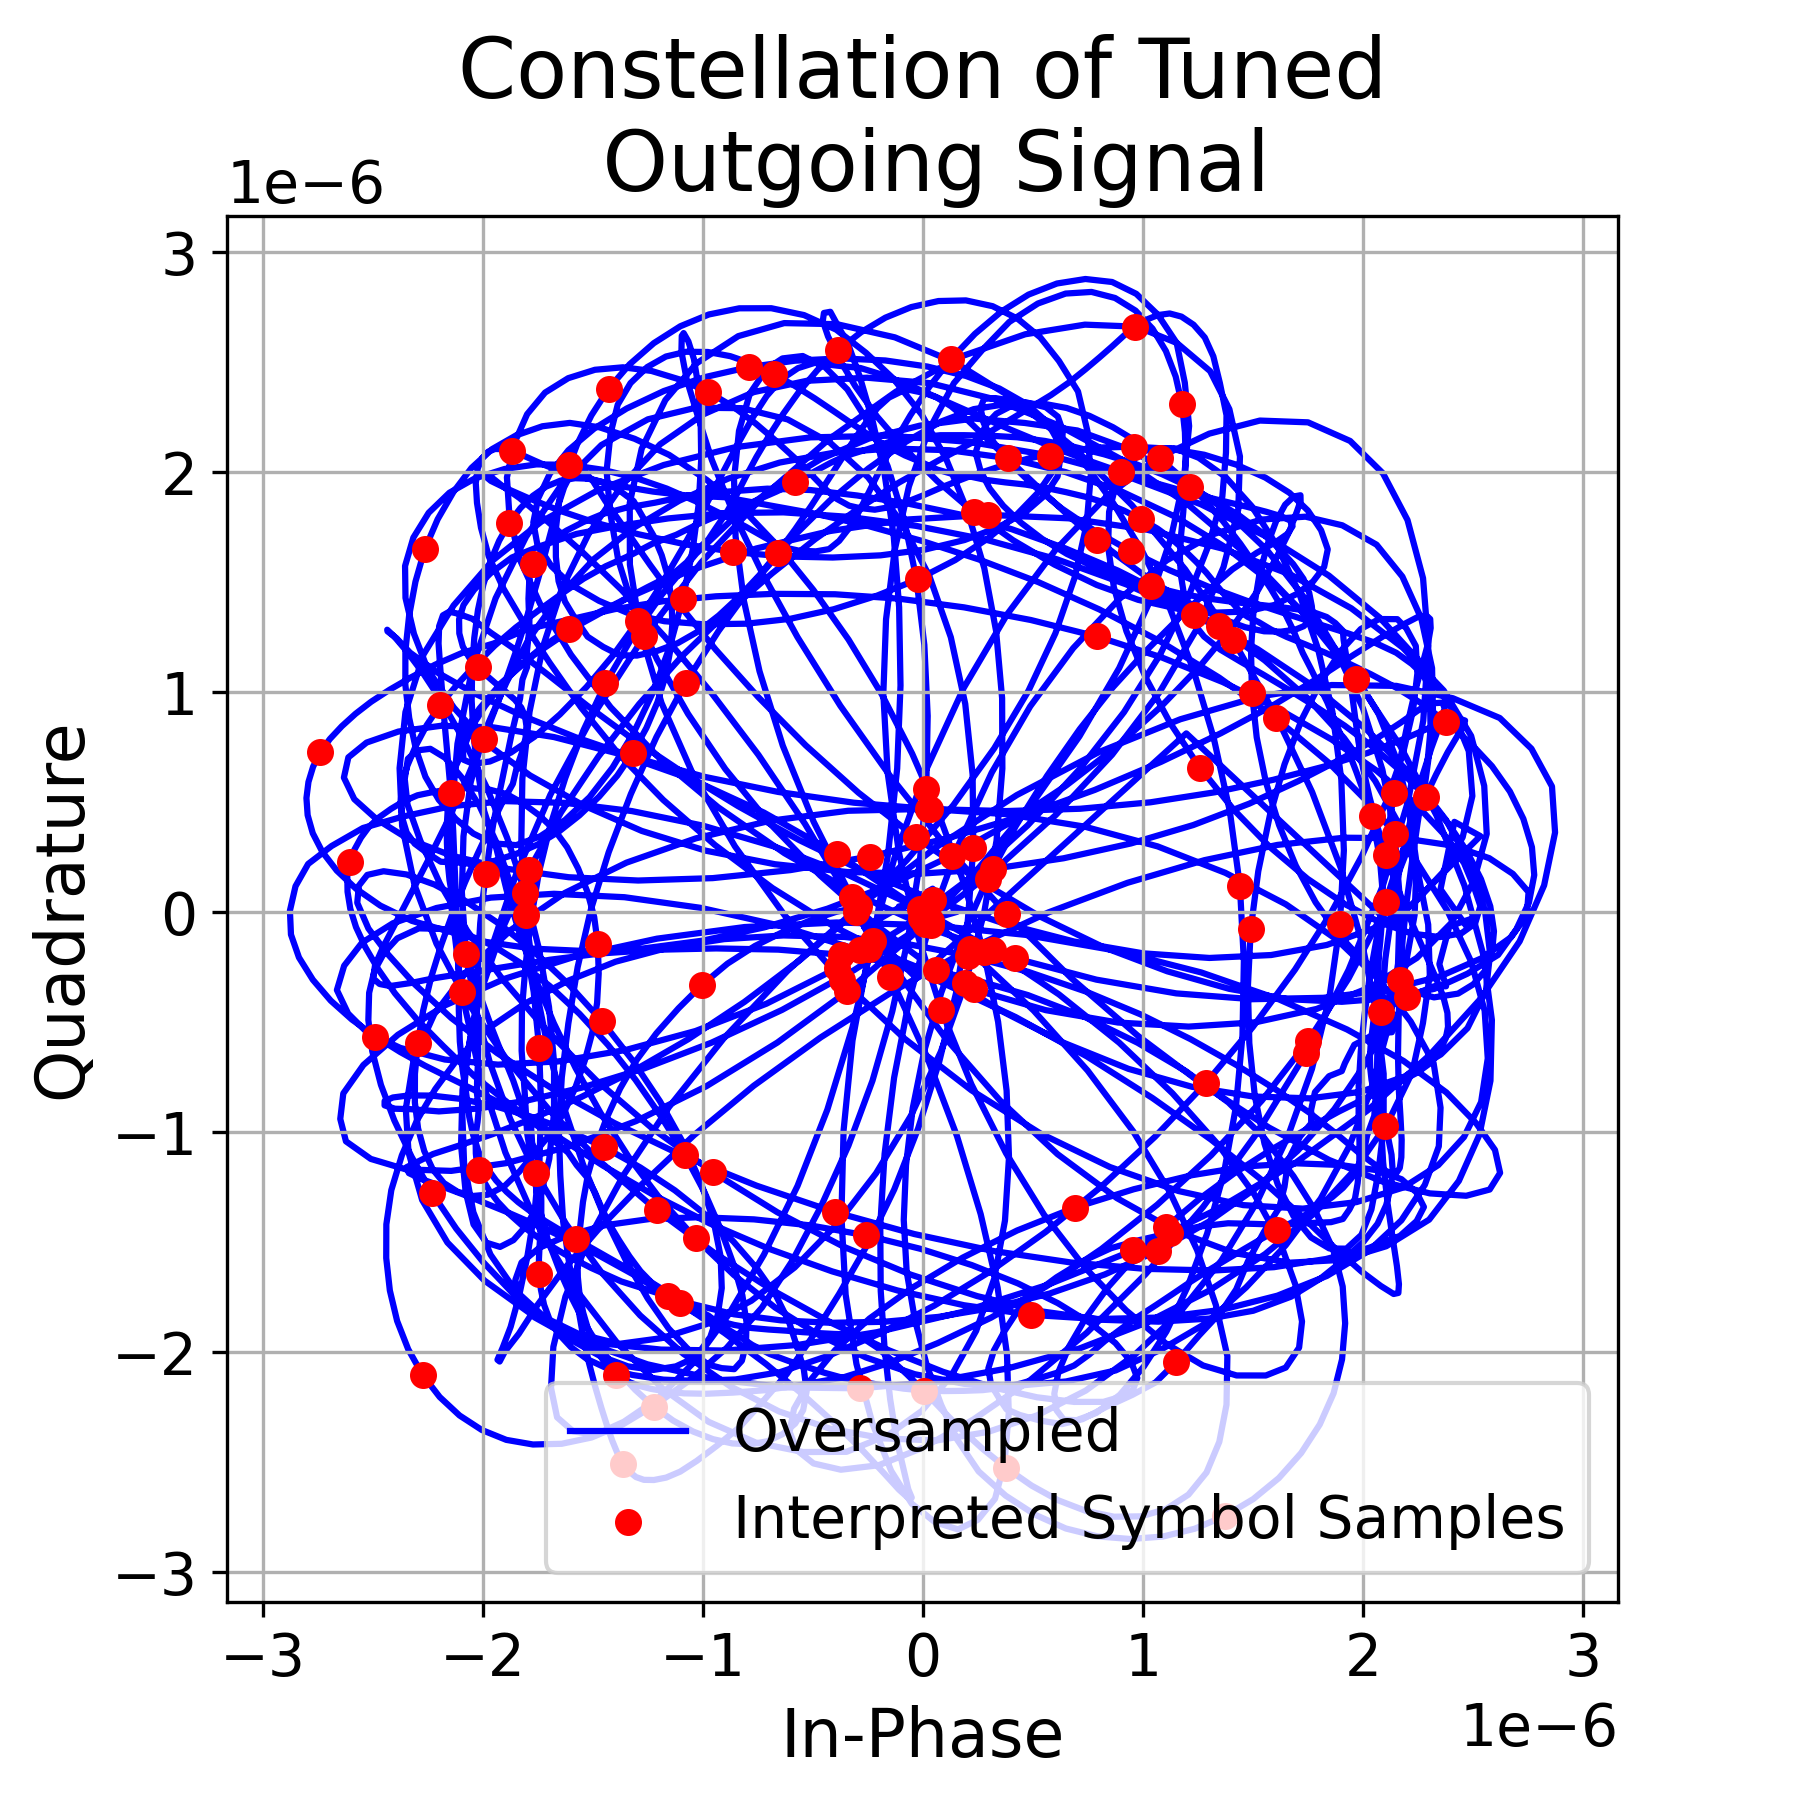 Constellation of Tuned
Outgoing Signal
1e−6
3
2
1
0
−1
−2
−3
Quadrature
Oversampled
Interpreted Symbol Samples
−3 −2 −1 0 1 2 3
In-Phase
1e−6